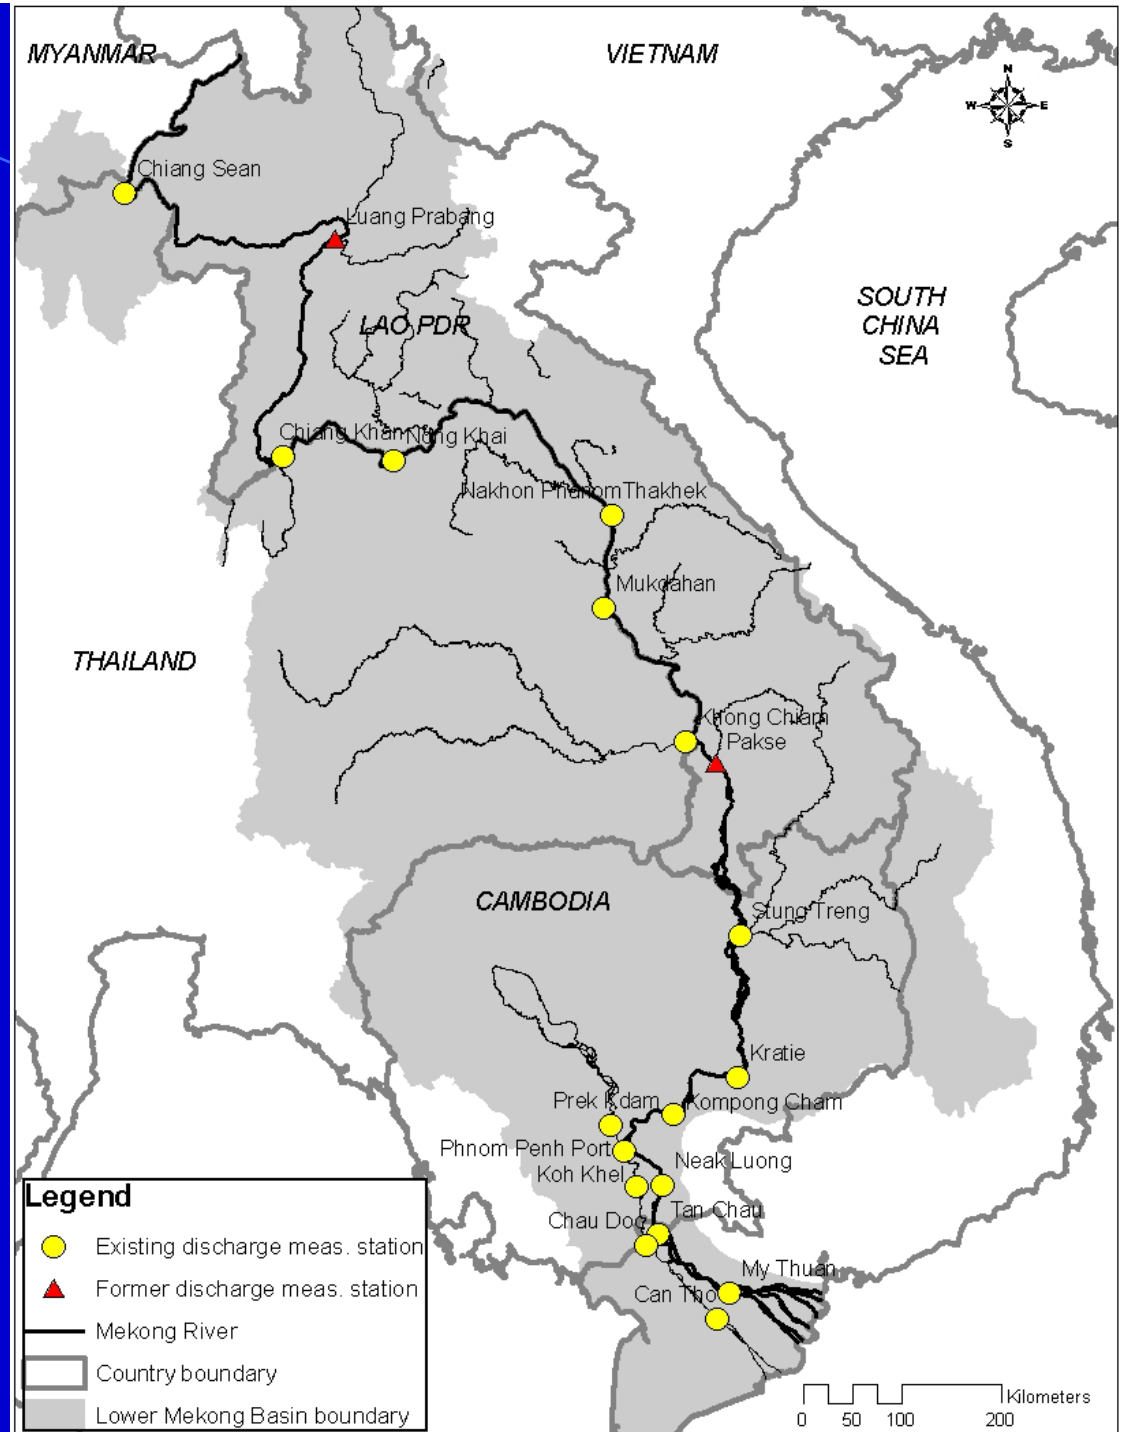 MYANMAR
VIETNAM
N
W
E
S
Chiang Sean
Luang Prabang
LAO PDR
SOUTH
CHINA
SEA
Chiang Khan
Nong Khai
Nakhon Phanom
Thakhek
Mukdahan
THAILAND
Khong Chiam
Pakse
CAMBODIA
Stung Treng
Kratie
Prek Kdam
Kompong Cham
Phnom Penh Port
Neak Luong
Koh Khel
Tan Chau
Chau Doc
My Thuan
Can Tho
Legend
Existing discharge meas. station
Former discharge meas. station
Mekong River
Country boundary
Lower Mekong Basin boundary
Kilometers
0 50 100 200